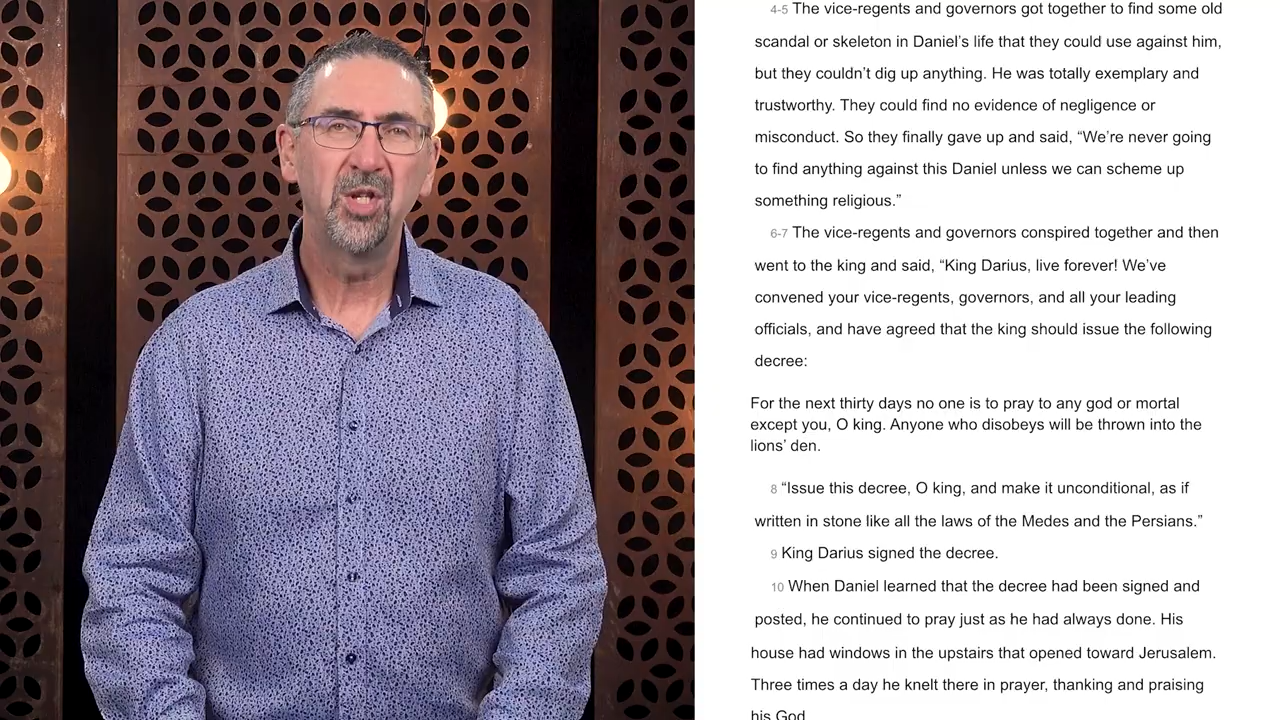 4-5 The vice-regents and governors got together to find some old
scandal or skeleton in Daniel’s life that they could use against him,
but they couldn’t dig up anything. He was totally exemplary and
trustworthy. They could find no evidence of negligence or
misconduct. So they finally gave up and said, “We’re never going
to find anything against this Daniel unless we can scheme up
something religious.”
6-7 The vice-regents and governors conspired together and then
went to the king and said, “King Darius, live forever! We’ve
convened your vice-regents, governors, and all your leading
officials, and have agreed that the king should issue the following
decree:
For the next thirty days no one is to pray to any god or mortal
except you, O king. Anyone who disobeys will be thrown into the
lions’ den.
8 “Issue this decree, O king, and make it unconditional, as if
written in stone like all the laws of the Medes and the Persians.”
9 King Darius signed the decree.
10 When Daniel learned that the decree had been signed and
posted, he continued to pray just as he had always done. His
house had windows in the upstairs that opened toward Jerusalem.
Three times a day he knelt there in prayer, thanking and praising
his God